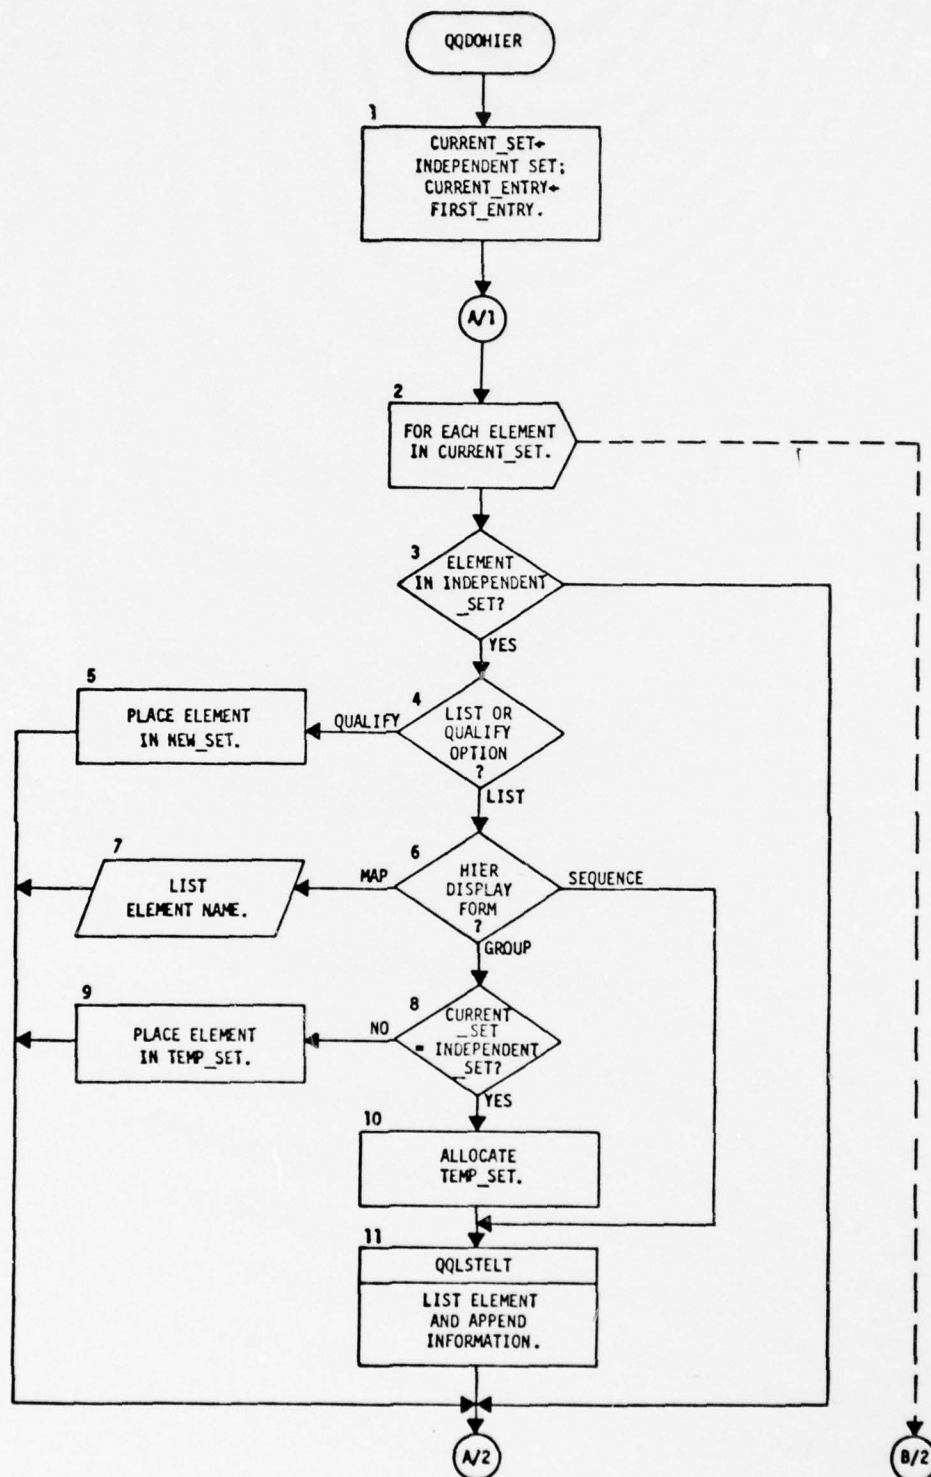 QQDOHIER
1
CURRENT_SET←
INDEPENDENT SET;
CURRENT_ENTRY←
FIRST_ENTRY.
A/1
2
FOR EACH ELEMENT
IN CURRENT_SET.
3
ELEMENT
IN INDEPENDENT
_SET?
YES
5
PLACE ELEMENT
IN NEW_SET.
QUALIFY
4
LIST OR
QUALIFY
OPTION
?
LIST
7
LIST
ELEMENT NAME.
MAP
6
HIER
DISPLAY
FORM
?
SEQUENCE
GROUP
9
PLACE ELEMENT
IN TEMP_SET.
NO
8
CURRENT
_SET
= INDEPENDENT
_SET?
YES
10
ALLOCATE
TEMP_SET.
11
QQLSTELT
LIST ELEMENT
AND APPEND
INFORMATION.
A/2
B/2